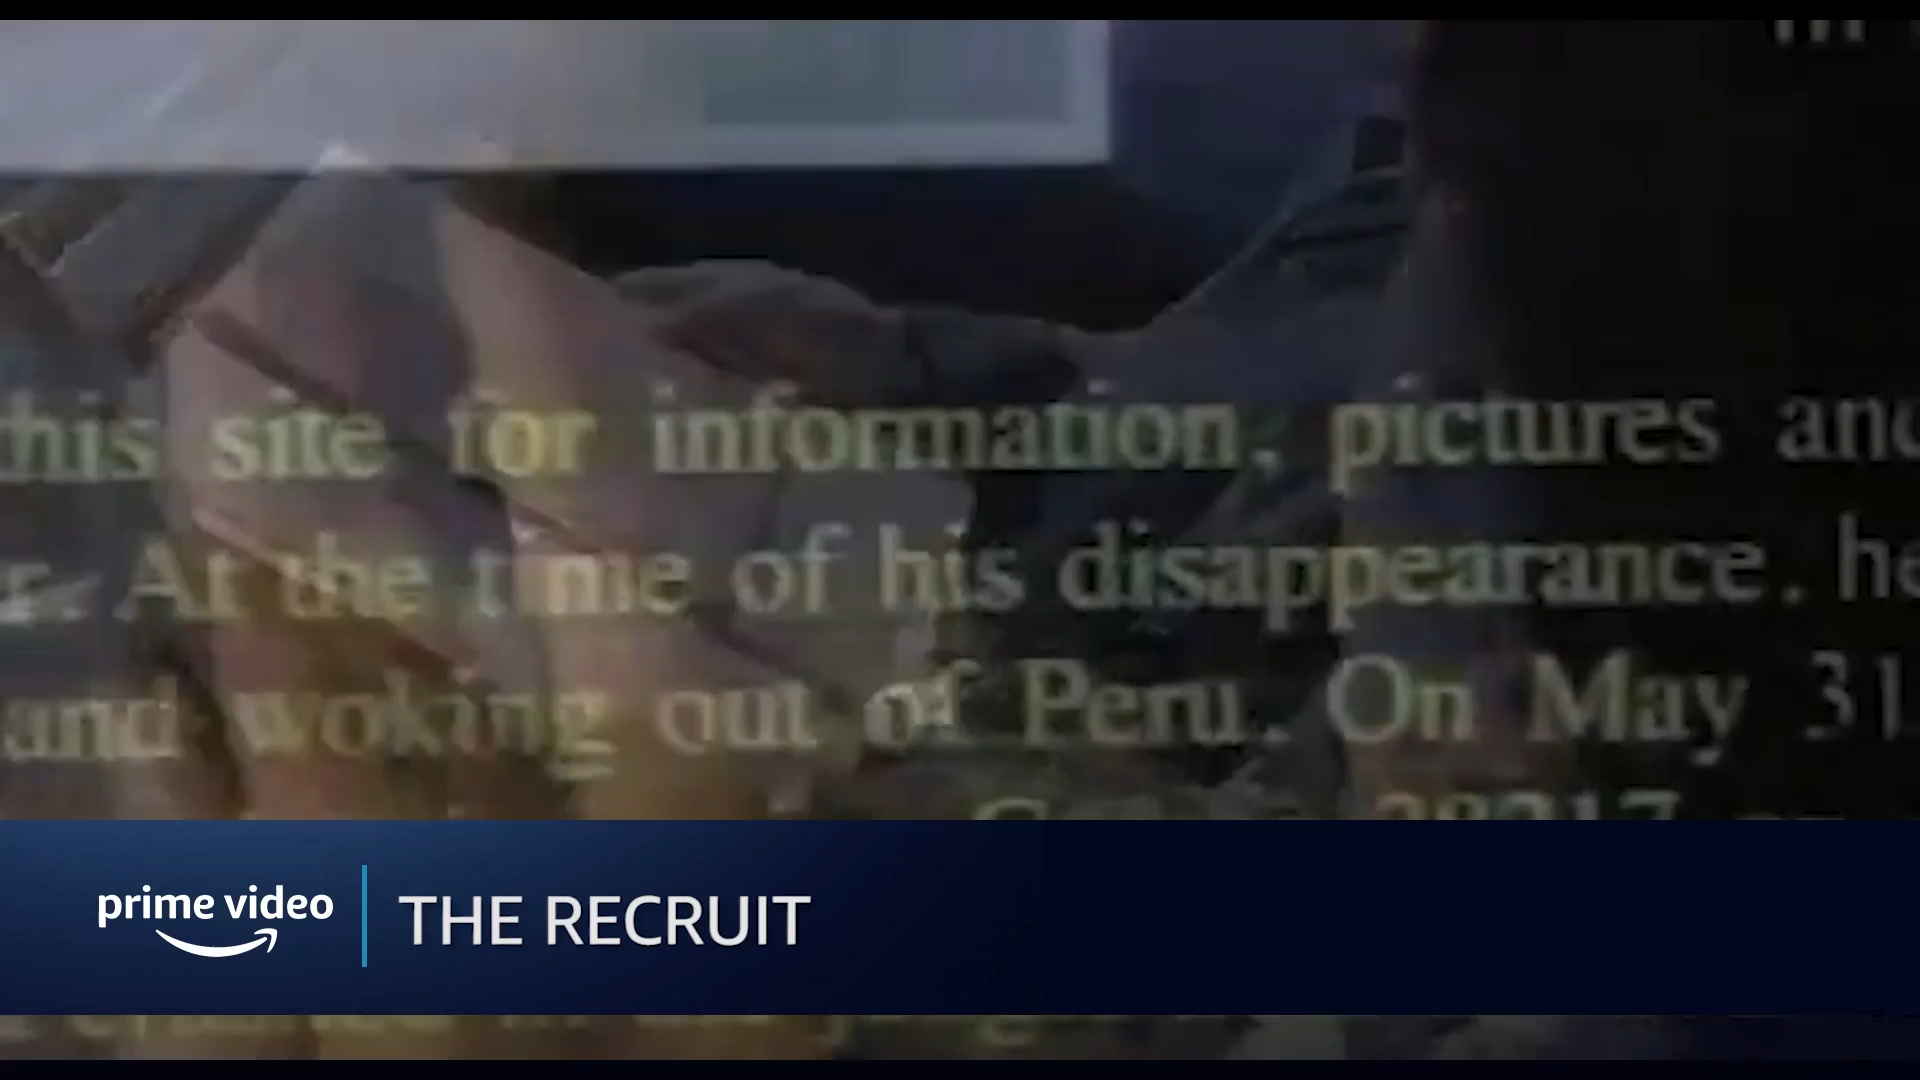 this site for information, pictures and
r. At the time of his disappearance, he
and woking out of Peru. On May 31
28217
prime video
THE RECRUIT